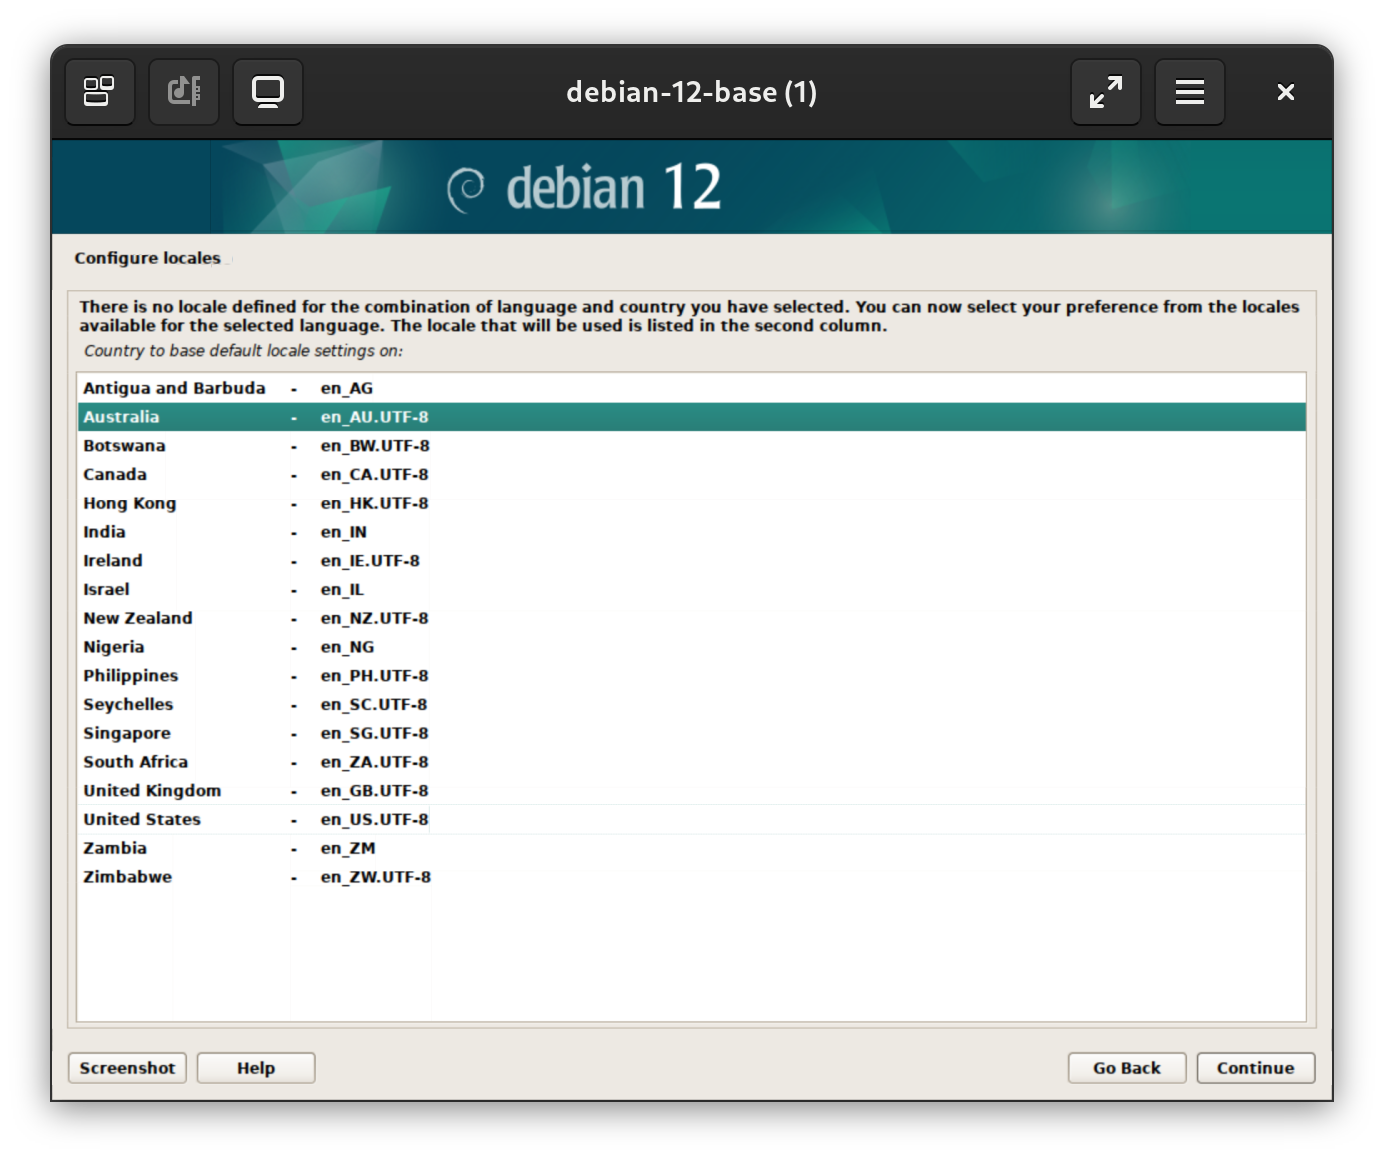 debian-12-base (1)
debian 12
Configure locales
There is no locale defined for the combination of language and country you have selected. You can now select your preference from the locales
available for the selected language. The locale that will be used is listed in the second column.
Country to base default locale settings on:
Antigua and Barbuda - en_AG
Australia - en_AU.UTF-8
Botswana - en_BW.UTF-8
Canada - en_CA.UTF-8
Hong Kong - en_HK.UTF-8
India - en_IN
Ireland - en_IE.UTF-8
Israel - en_IL
New Zealand - en_NZ.UTF-8
Nigeria - en_NG
Philippines - en_PH.UTF-8
Seychelles - en_SC.UTF-8
Singapore - en_SG.UTF-8
South Africa - en_ZA.UTF-8
United Kingdom - en_GB.UTF-8
United States - en_US.UTF-8
Zambia - en_ZM
Zimbabwe - en_ZW.UTF-8
Screenshot Help Go Back Continue